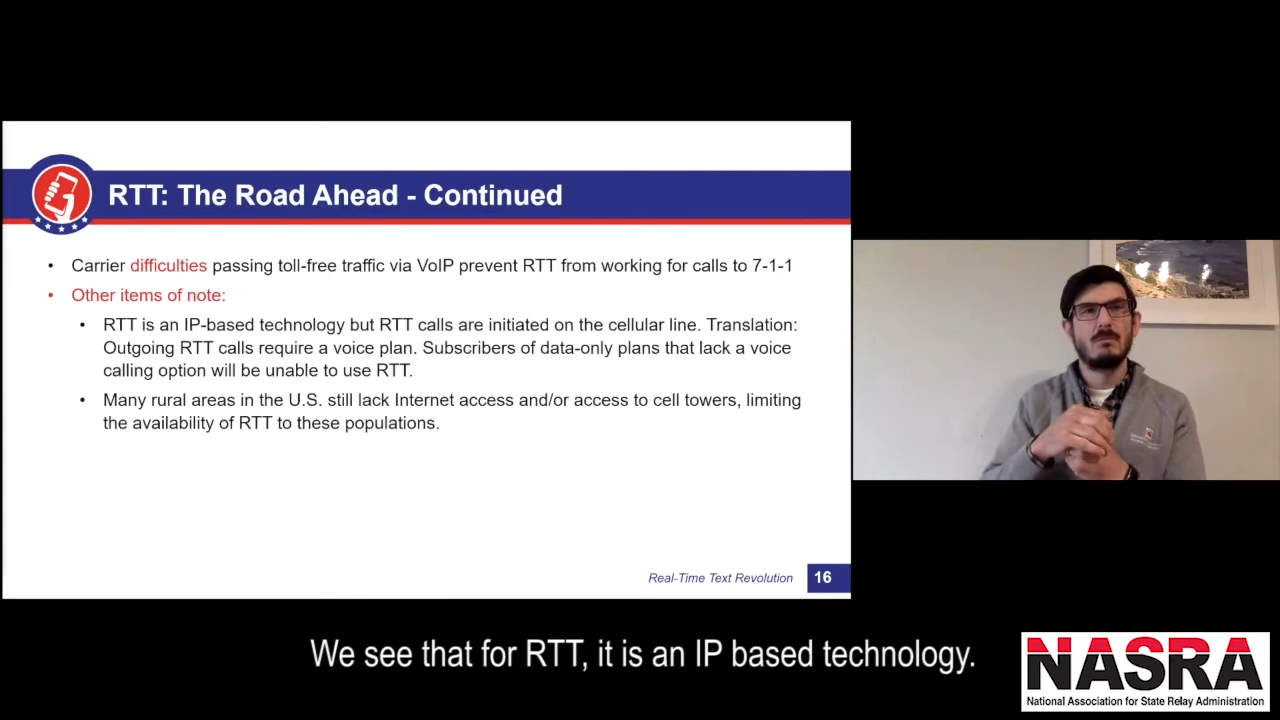 RTT: The Road Ahead - Continued
• Carrier difficulties passing toll-free traffic via VoIP prevent RTT from working for calls to 7-1-1
• Other items of note:
• RTT is an IP-based technology but RTT calls are initiated on the cellular line. Translation:
Outgoing RTT calls require a voice plan. Subscribers of data-only plans that lack a voice
calling option will be unable to use RTT.
• Many rural areas in the U.S. still lack Internet access and/or access to cell towers, limiting
the availability of RTT to these populations.
Real-Time Text Revolution 16
We see that for RTT, it is an IP based technology.
NASRA
National Association for State Relay Administration